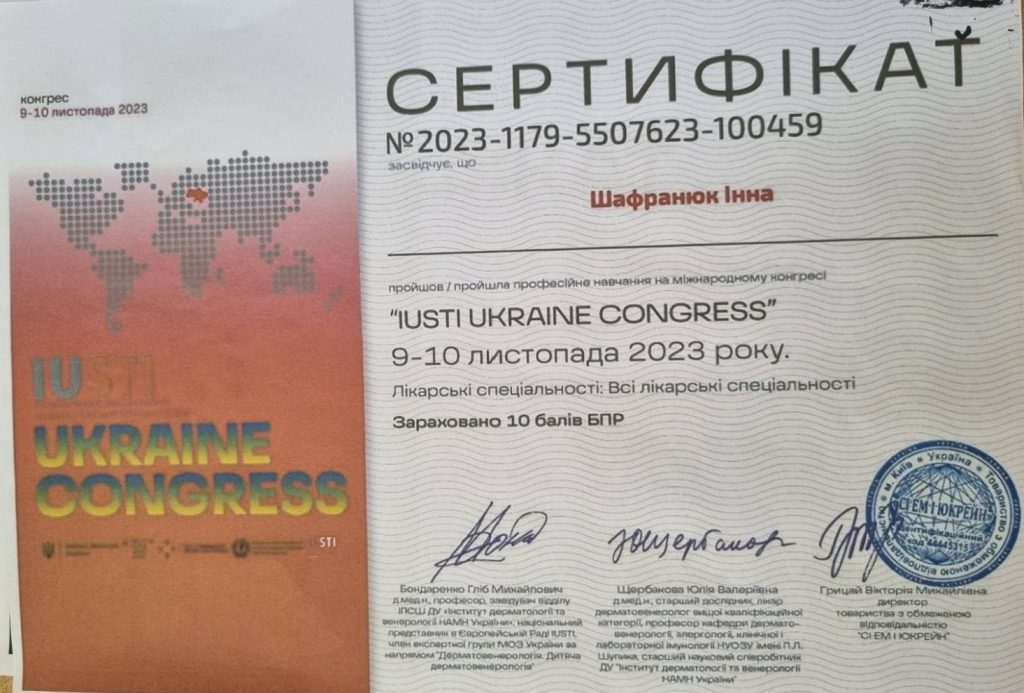 конгрес
9-10 листопада 2023
IUSTI
UKRAINE
CONGRESS
IUSTI
СЕРТИФІКАТ
№2023-1179-5507623-100459
засвідчує, що
Шафранюк Інна
пройшов / пройшла професійне навчання на міжнародному конгресі
“IUSTI UKRAINE CONGRESS”
9-10 листопада 2023 року.
Лікарські спеціальності: Всі лікарські спеціальності
Зараховано 10 балів БПР
Бондаренко Гліб Михайлович
д.мед.н., професор, завідувач відділу
ІПСШ ДУ «Інститут дерматології та
венерології НАМН України», національний
представник в Європейській Раді IUSTI,
член експертної групи МОЗ України за
напрямом "Дерматовенерологія. Дитяча
дерматовенерологія"
Щербакова Юлія Валеріївна
д.мед.н., старший дослідник, лікар
дерматовенеролог вищої кваліфікаційної
категорії, професор кафедри дермато-
венерології, алергології, клінічної і
лабораторної імунології НУОЗУ імені П.Л.
Шупика, старший науковий співробітник
ДУ "Інститут дерматології та венерології
НАМН України"
Грицай Вікторія Михайлівна
директор
товариства з обмеженою
відповідальністю
"СІ ЕМ І ЮКРЕЙН"
м. Київ * Україна * Товариство з обмеженою відповідальністю
СІ ЕМ І ЮКРЕЙН
код 44445315